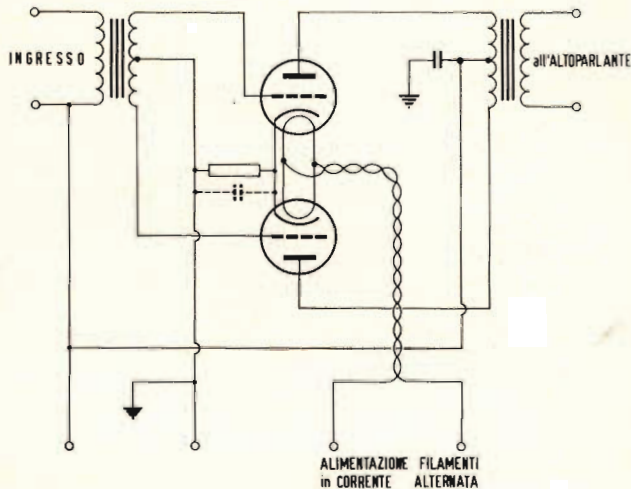 INGRESSO
all'ALTOPARLANTE
ALIMENTAZIONE FILAMENTI
in CORRENTE ALTERNATA